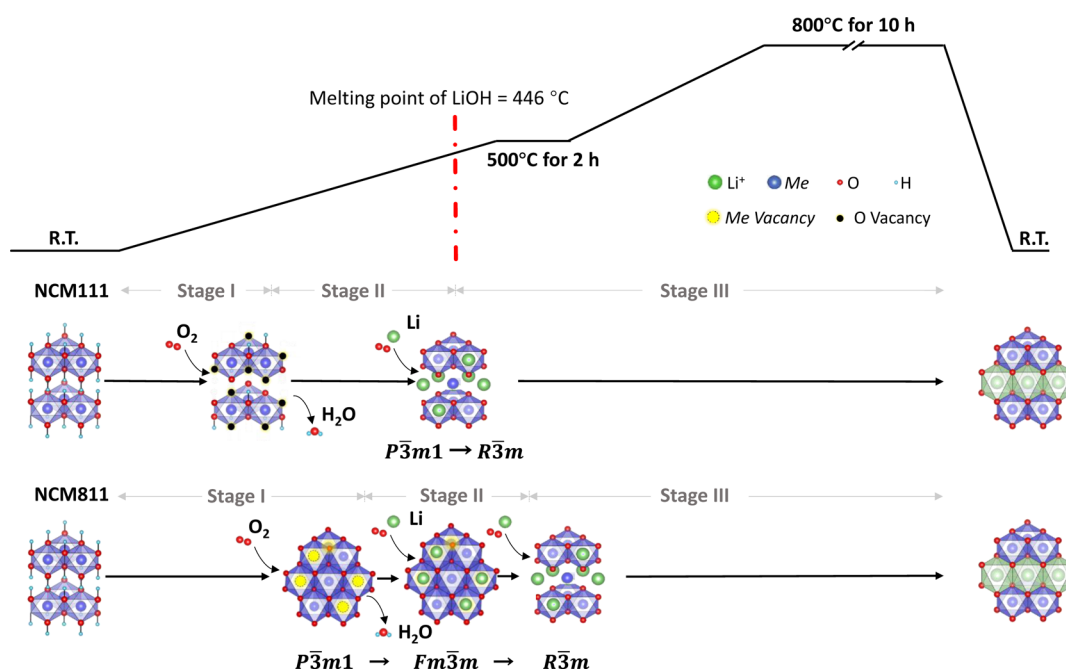 800°C for 10 h
Melting point of LiOH = 446 °C
500°C for 2 h
Li⁺ Me O H
Me Vacancy O Vacancy
R.T. R.T.
NCM111 Stage I Stage II Stage III
O₂ Li
H₂O
P3̅m1 → R3̅m
NCM811 Stage I Stage II Stage III
O₂ Li
H₂O
P3̅m1 → Fm3̅m → R3̅m